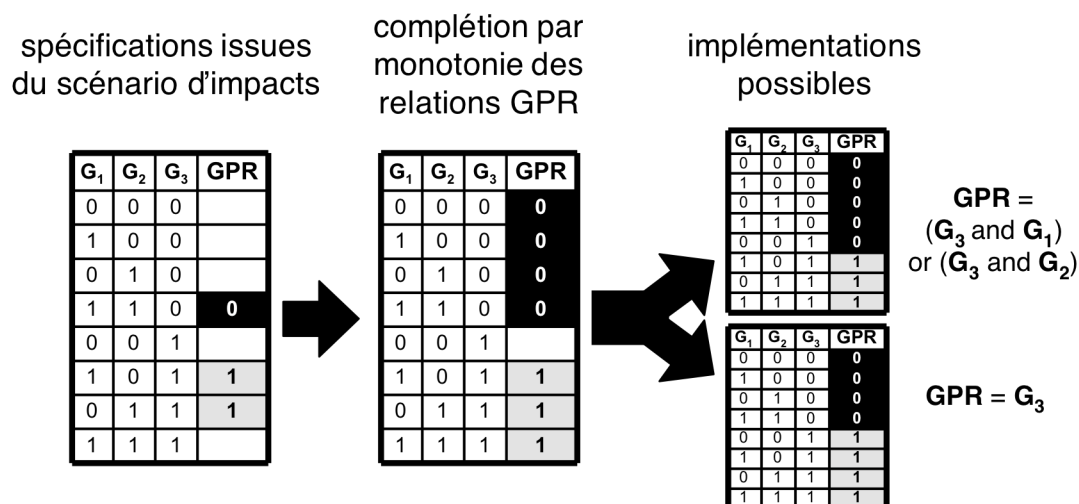 spécifications issues
du scénario d'impacts
complétion par
monotonie des
relations GPR
implémentations
possibles
G1 G2 G3 GPR
0 0 0
1 0 0
0 1 0
1 1 0 0
0 0 1
1 0 1 1
0 1 1 1
1 1 1
G1 G2 G3 GPR
0 0 0 0
1 0 0 0
0 1 0 0
1 1 0 0
0 0 1
1 0 1 1
0 1 1 1
1 1 1 1
G1 G2 G3 GPR
0 0 0 0
1 0 0 0
0 1 0 0
1 1 0 0
0 0 1 0
1 0 1 1
0 1 1 1
1 1 1 1
GPR =
(G3 and G1)
or (G3 and G2)
G1 G2 G3 GPR
0 0 0 0
1 0 0 0
0 1 0 0
1 1 0 0
0 0 1 1
1 0 1 1
0 1 1 1
1 1 1 1
GPR = G3